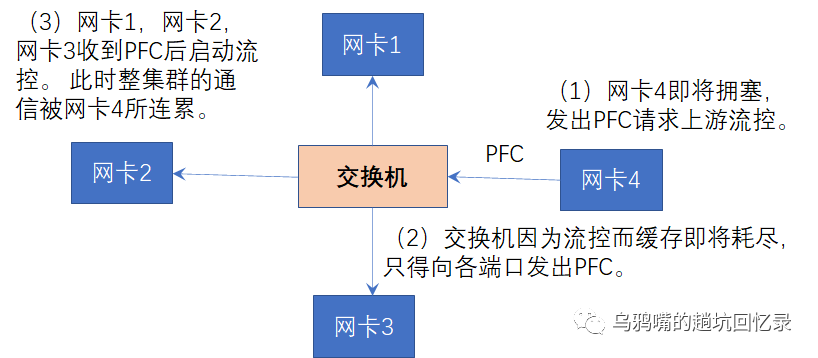 （3）网卡1，网卡2，
网卡3收到PFC后启动流
控。 此时整集群的通
信被网卡4所连累。
网卡1
（1）网卡4即将拥塞，
发出PFC请求上游流控。
网卡2
交换机
PFC
网卡4
（2）交换机因为流控而缓存即将耗尽，
只得向各端口发出PFC。
网卡3
乌鸦嘴的趟坑回忆录